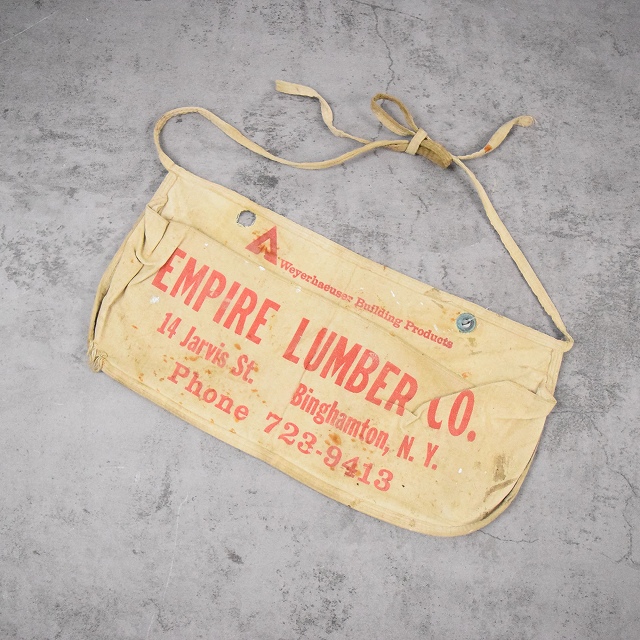 Weyerhaeuser Building Products
EMPIRE LUMBER CO.
14 Jarvis St. Binghamton, N. Y.
Phone 723-9413